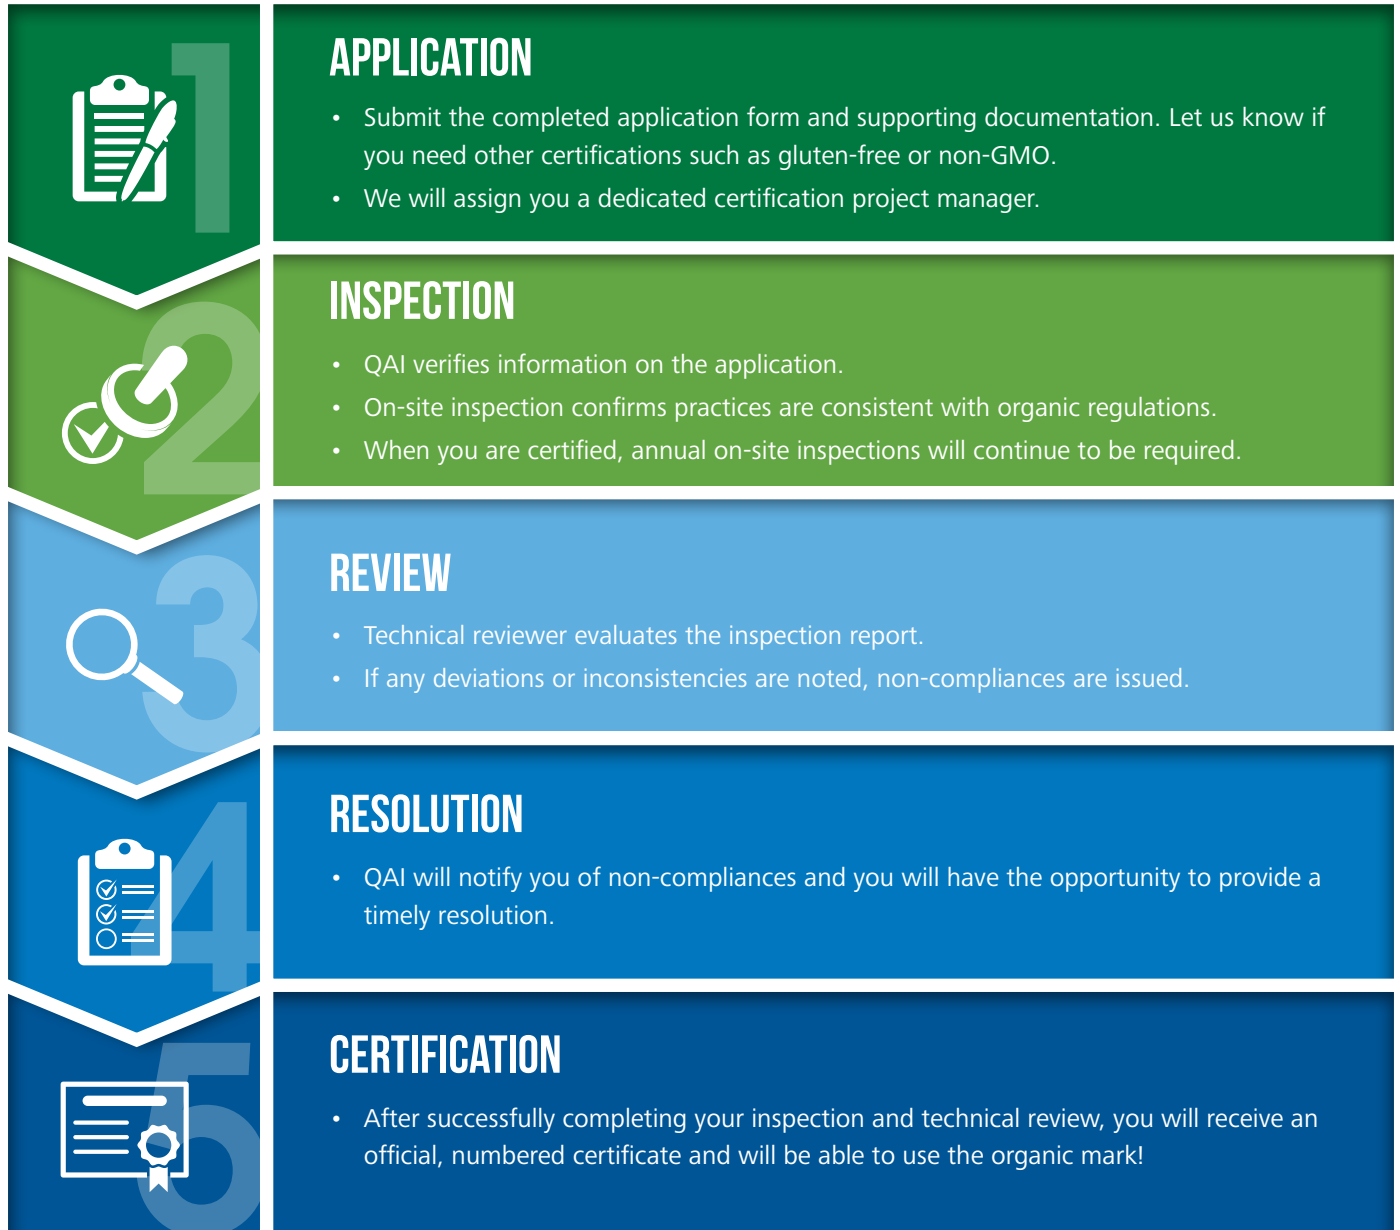 1
APPLICATION
• Submit the completed application form and supporting documentation. Let us know if
you need other certifications such as gluten-free or non-GMO.
• We will assign you a dedicated certification project manager.
2
INSPECTION
• QAI verifies information on the application.
• On-site inspection confirms practices are consistent with organic regulations.
• When you are certified, annual on-site inspections will continue to be required.
3
REVIEW
• Technical reviewer evaluates the inspection report.
• If any deviations or inconsistencies are noted, non-compliances are issued.
4
RESOLUTION
• QAI will notify you of non-compliances and you will have the opportunity to provide a
timely resolution.
5
CERTIFICATION
• After successfully completing your inspection and technical review, you will receive an
official, numbered certificate and will be able to use the organic mark!